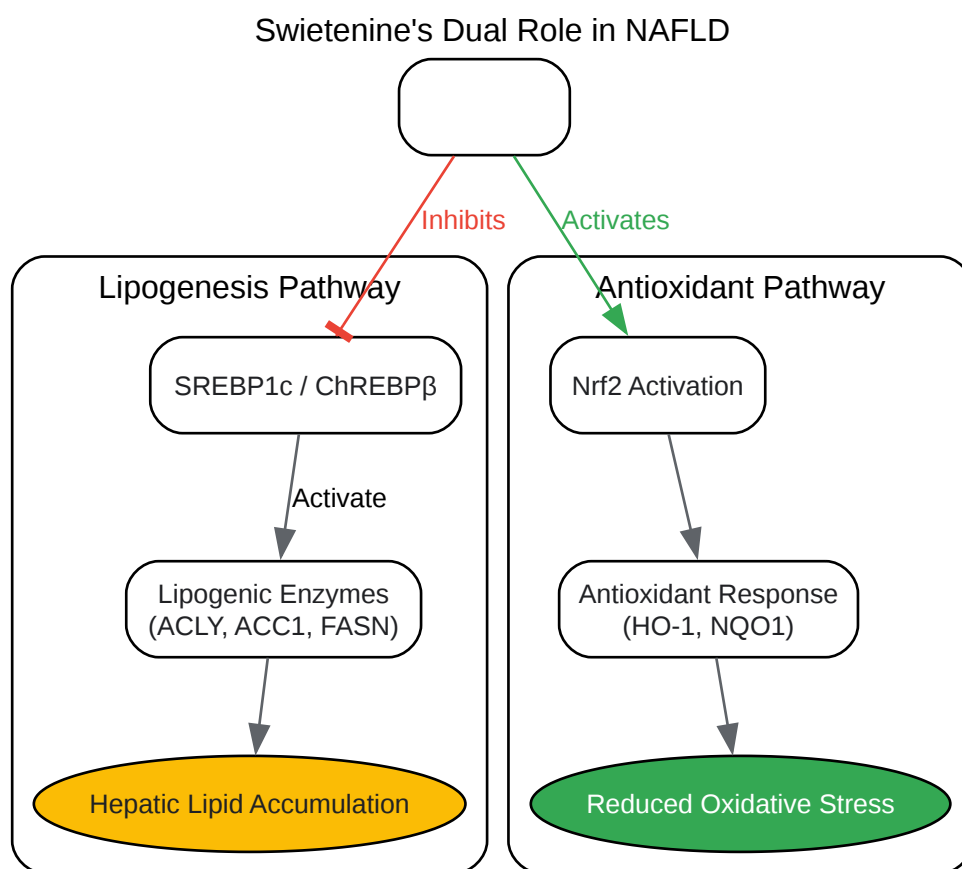 Swietenine's Dual Role in NAFLD
Inhibits
Activates
Lipogenesis Pathway
SREBP1c / ChREBPβ
Activate
Lipogenic Enzymes
(ACLY, ACC1, FASN)
Hepatic Lipid Accumulation
Antioxidant Pathway
Nrf2 Activation
Antioxidant Response
(HO-1, NQO1)
Reduced Oxidative Stress